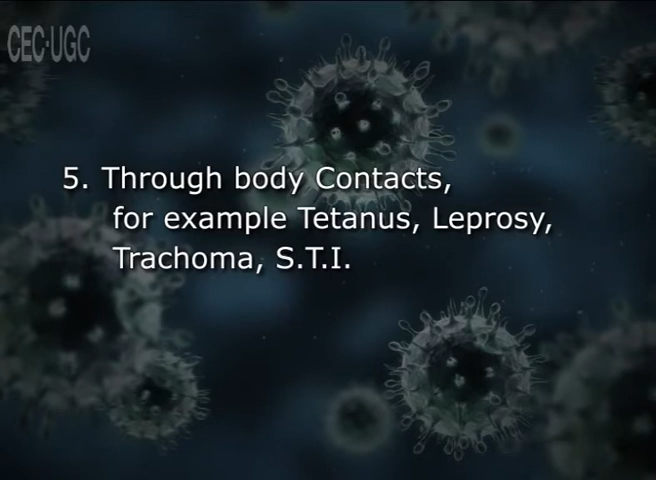 CEC-UGC
5. Through body Contacts,
for example Tetanus, Leprosy,
Trachoma, S.T.I.